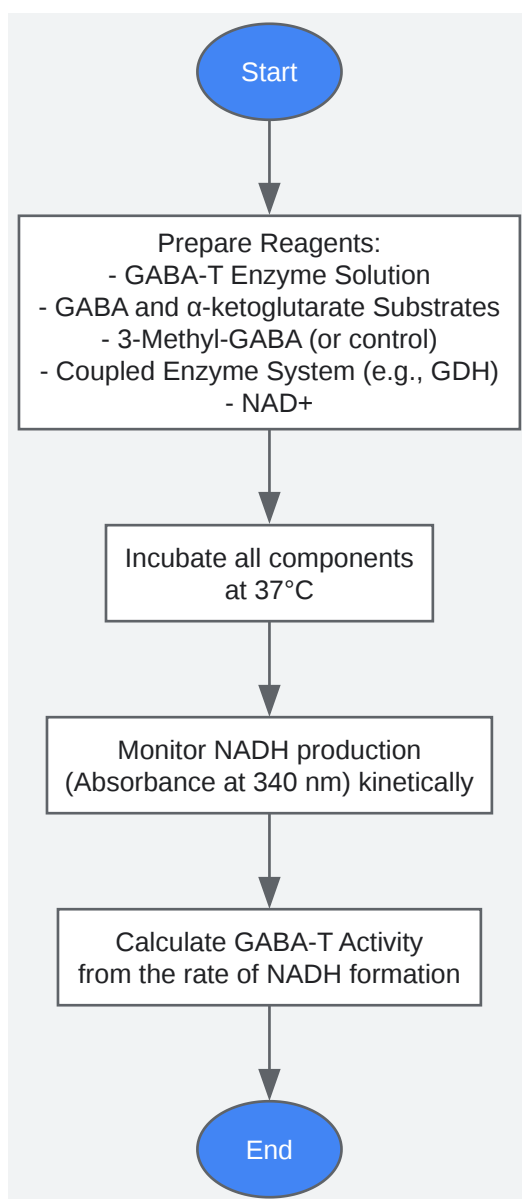 Start
Prepare Reagents:
- GABA-T Enzyme Solution
- GABA and α-ketoglutarate Substrates
- 3-Methyl-GABA (or control)
- Coupled Enzyme System (e.g., GDH)
- NAD+
Incubate all components
at 37°C
Monitor NADH production
(Absorbance at 340 nm) kinetically
Calculate GABA-T Activity
from the rate of NADH formation
End